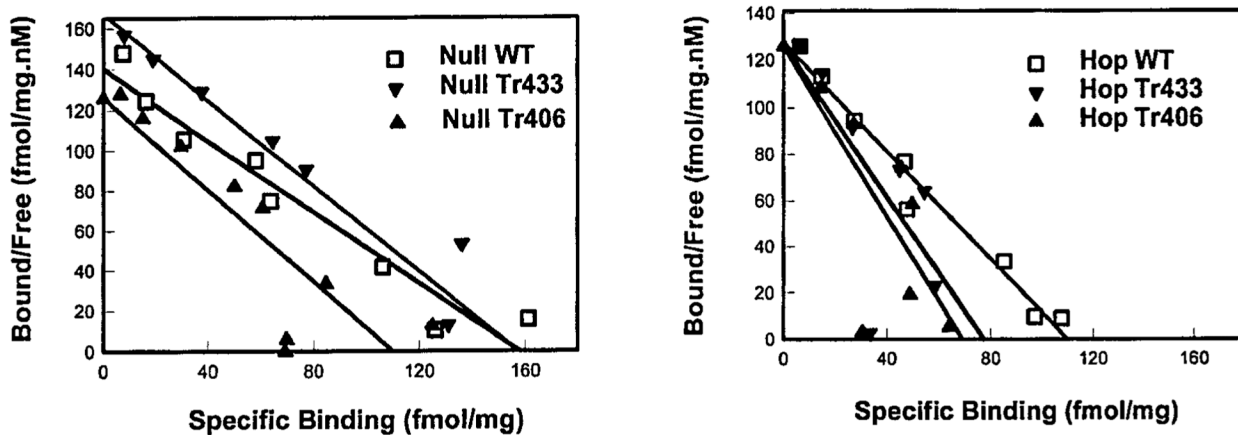 Bound/Free (fmol/mg.nM)
160
140
120
100
80
60
40
20
0
Null WT
Null Tr433
Null Tr406
0
40
80
120
160
Specific Binding (fmol/mg)
Bound/Free (fmol/mg.nM)
140
120
100
80
60
40
20
0
Hop WT
Hop Tr433
Hop Tr406
0
40
80
120
160
Specific Binding (fmol/mg)